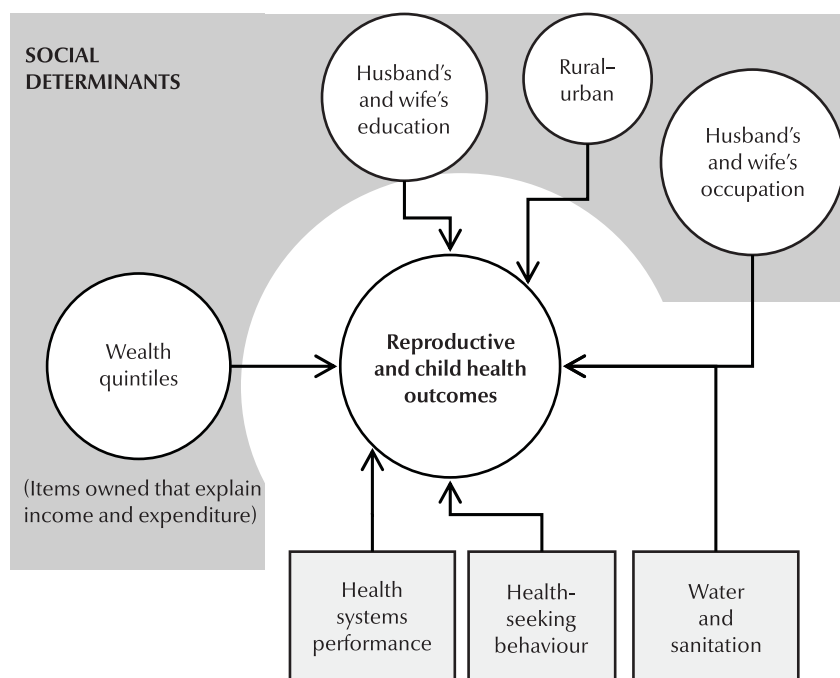 SOCIAL
DETERMINANTS
Husband's
and wife's
education
Rural–
urban
Husband's
and wife's
occupation
Wealth
quintiles
Reproductive
and child health
outcomes
(Items owned that explain
income and expenditure)
Health
systems
performance
Health-
seeking
behaviour
Water
and
sanitation